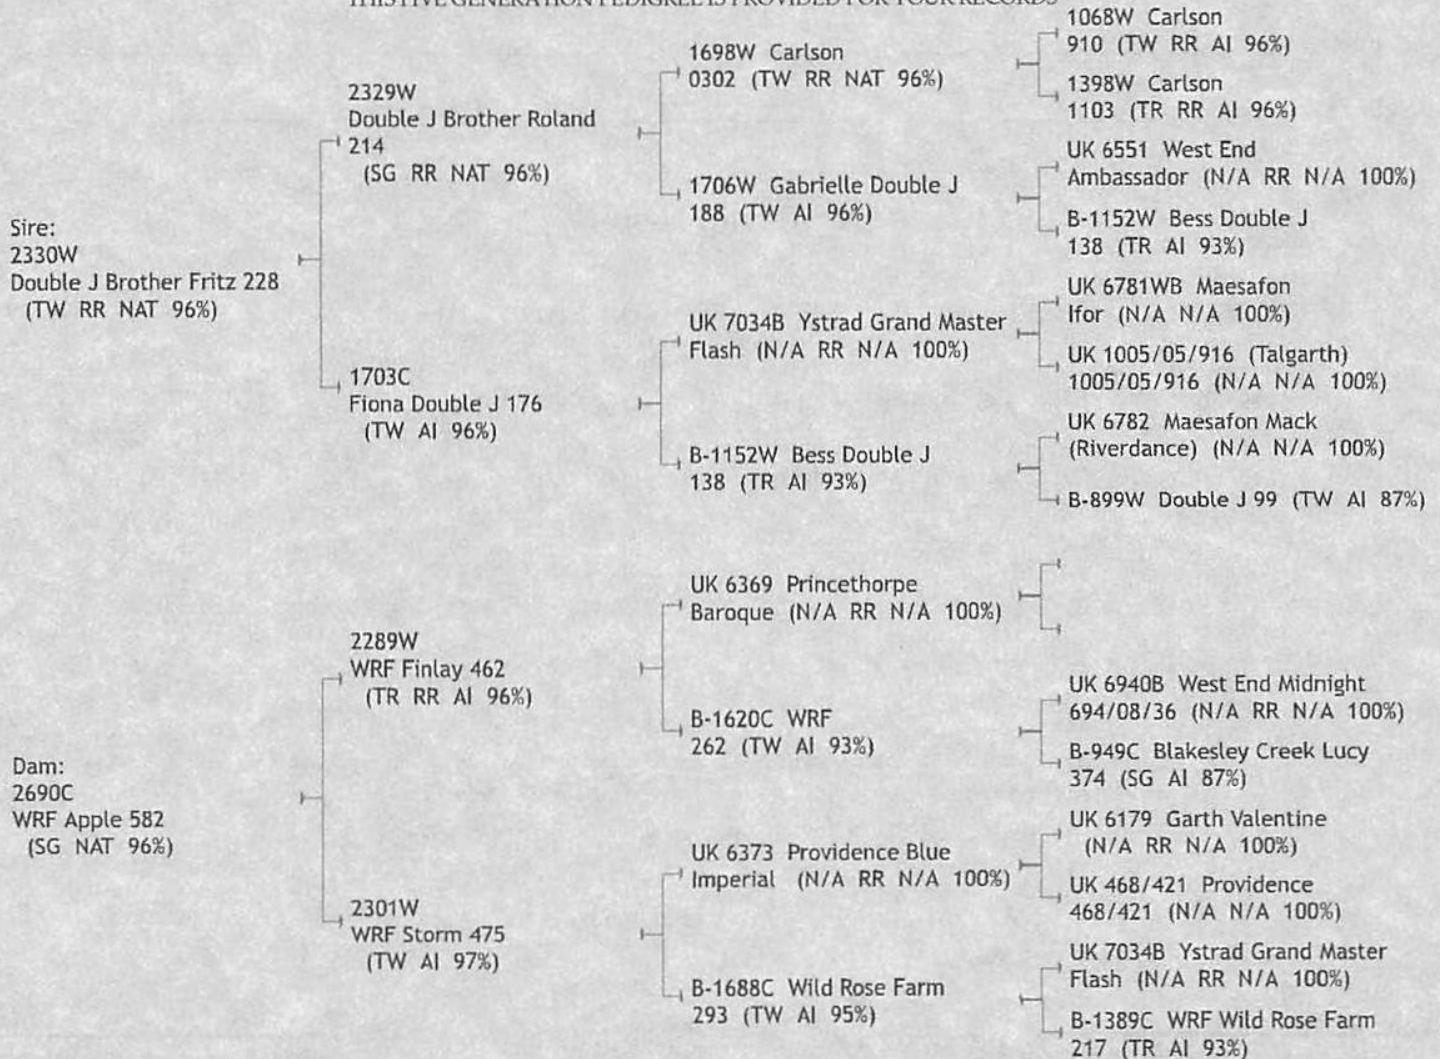 THIS FIVE GENERATION PEDIGREE IS PROVIDED FOR YOUR RECORDS
Sire:
2330W
Double J Brother Fritz 228
(TW RR NAT 96%)
2329W
Double J Brother Roland
214
(SG RR NAT 96%)
1698W Carlson
0302 (TW RR NAT 96%)
1068W Carlson
910 (TW RR AI 96%)
1398W Carlson
1103 (TR RR AI 96%)
1706W Gabrielle Double J
188 (TW AI 96%)
UK 6551 West End
Ambassador (N/A RR N/A 100%)
B-1152W Bess Double J
138 (TR AI 93%)
1703C
Fiona Double J 176
(TW AI 96%)
UK 7034B Ystrad Grand Master
Flash (N/A RR N/A 100%)
UK 6781WB Maesafon
Ifor (N/A N/A 100%)
UK 1005/05/916 (Talgarth)
1005/05/916 (N/A N/A 100%)
B-1152W Bess Double J
138 (TR AI 93%)
UK 6782 Maesafon Mack
(Riverdance) (N/A N/A 100%)
B-899W Double J 99 (TW AI 87%)
Dam:
2690C
WRF Apple 582
(SG NAT 96%)
2289W
WRF Finlay 462
(TR RR AI 96%)
UK 6369 Princethorpe
Baroque (N/A RR N/A 100%)
B-1620C WRF
262 (TW AI 93%)
UK 6940B West End Midnight
694/08/36 (N/A RR N/A 100%)
B-949C Blakesley Creek Lucy
374 (SG AI 87%)
2301W
WRF Storm 475
(TW AI 97%)
UK 6373 Providence Blue
Imperial (N/A RR N/A 100%)
UK 6179 Garth Valentine
(N/A RR N/A 100%)
UK 468/421 Providence
468/421 (N/A N/A 100%)
B-1688C Wild Rose Farm
293 (TW AI 95%)
UK 7034B Ystrad Grand Master
Flash (N/A RR N/A 100%)
B-1389C WRF Wild Rose Farm
217 (TR AI 93%)